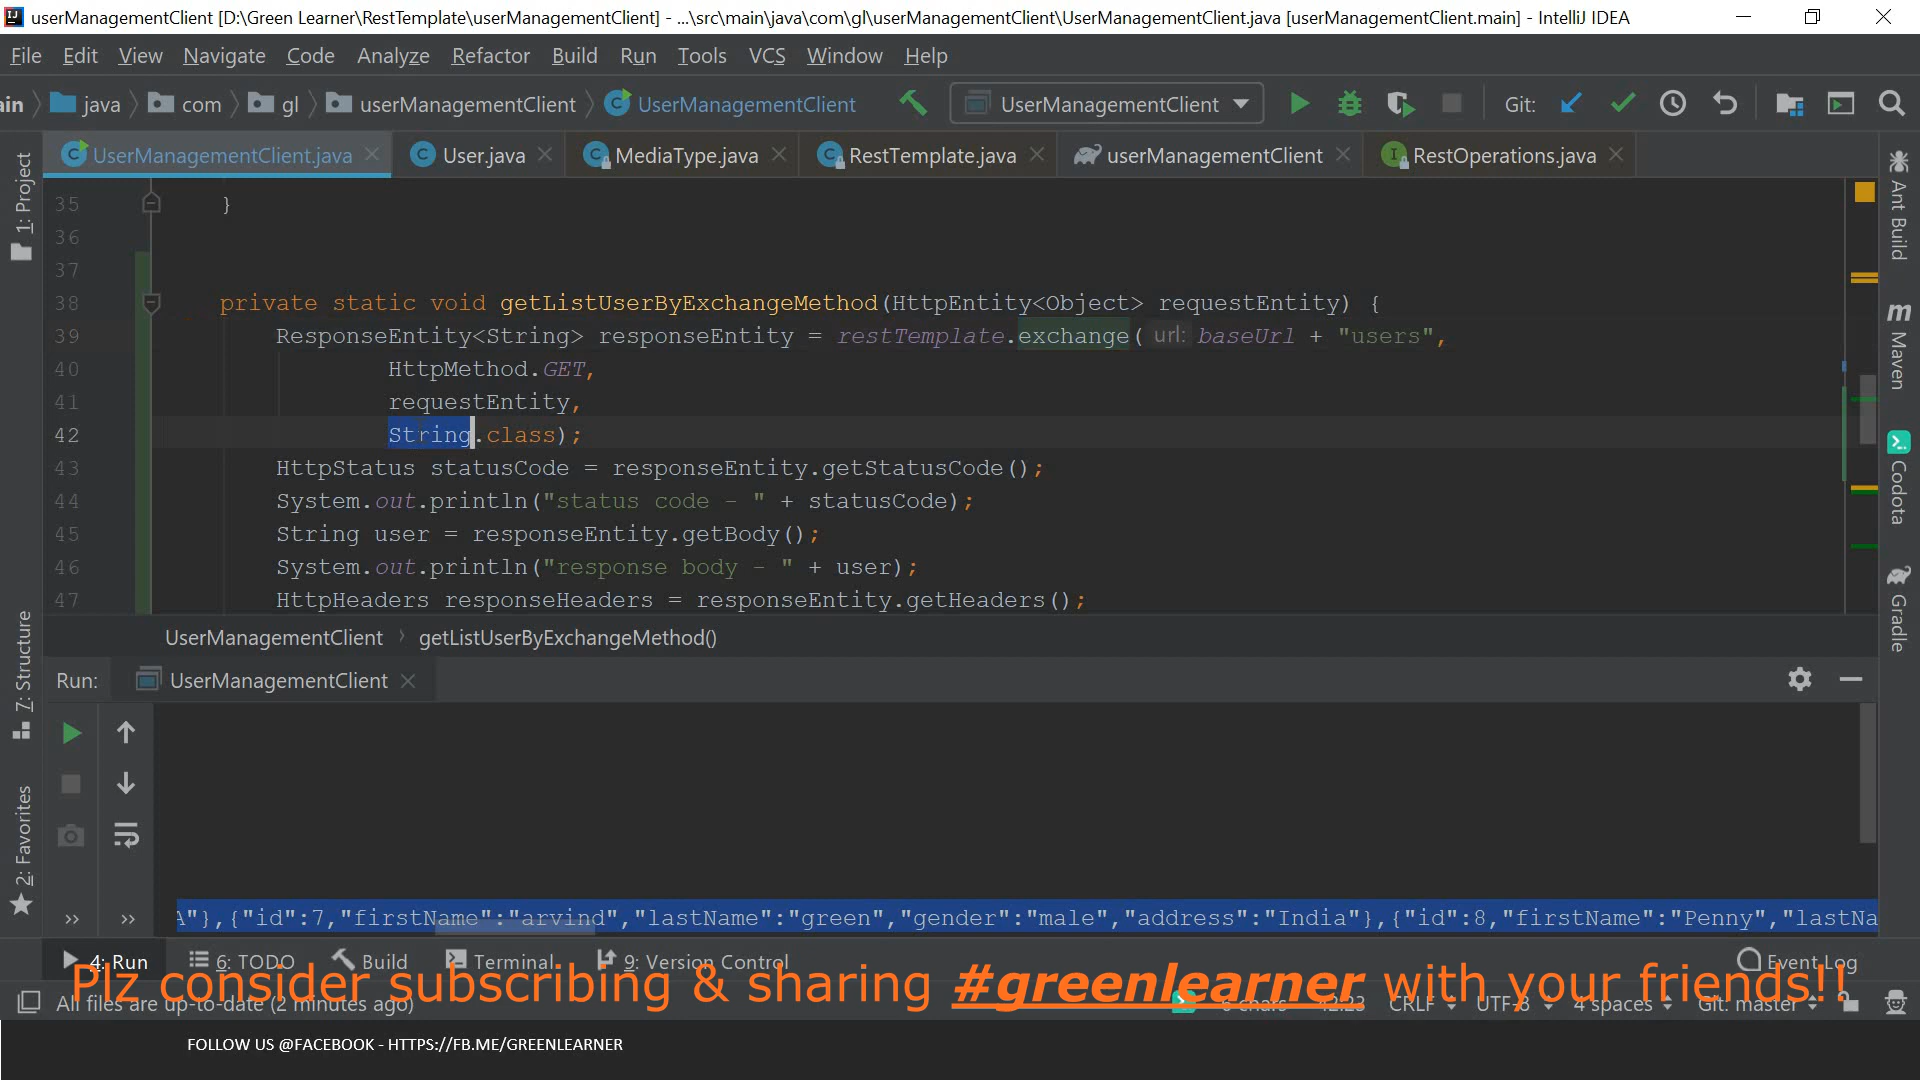 userManagementClient [D:\Green Learner\RestTemplate\userManagementClient] - ...\src\main\java\com\gl\userManagementClient\UserManagementClient.java [userManagementClient.main] - IntelliJ IDEA
File Edit View Navigate Code Analyze Refactor Build Run Tools VCS Window Help
ain java com gl userManagementClient UserManagementClient UserManagementClient Git:
UserManagementClient.java User.java MediaType.java RestTemplate.java userManagementClient RestOperations.java
1: Project
7: Structure
2: Favorites
35 }
36
37
38 private static void getListUserByExchangeMethod(HttpEntity<Object> requestEntity) {
39 ResponseEntity<String> responseEntity = restTemplate.exchange( url: baseUrl + "users",
40 HttpMethod.GET,
41 requestEntity,
42 String.class);
43 HttpStatus statusCode = responseEntity.getStatusCode();
44 System.out.println("status code - " + statusCode);
45 String user = responseEntity.getBody();
46 System.out.println("response body - " + user);
47 HttpHeaders responseHeaders = responseEntity.getHeaders();
Ant Build
Maven
Codota
Gradle
UserManagementClient › getListUserByExchangeMethod()
Run: UserManagementClient
A"},{"id":7,"firstName":"arvind","lastName":"green","gender":"male","address":"India"},{"id":8,"firstName":"Penny","lastNa
4: Run 6: TODO Build Terminal 9: Version Control Event Log
Plz consider subscribing & sharing #greenlearner with your friends!!
All files are up-to-date (2 minutes ago) 6 chars 42:23 CRLF UTF-8 4 spaces Git: master
FOLLOW US @FACEBOOK - HTTPS://FB.ME/GREENLEARNER